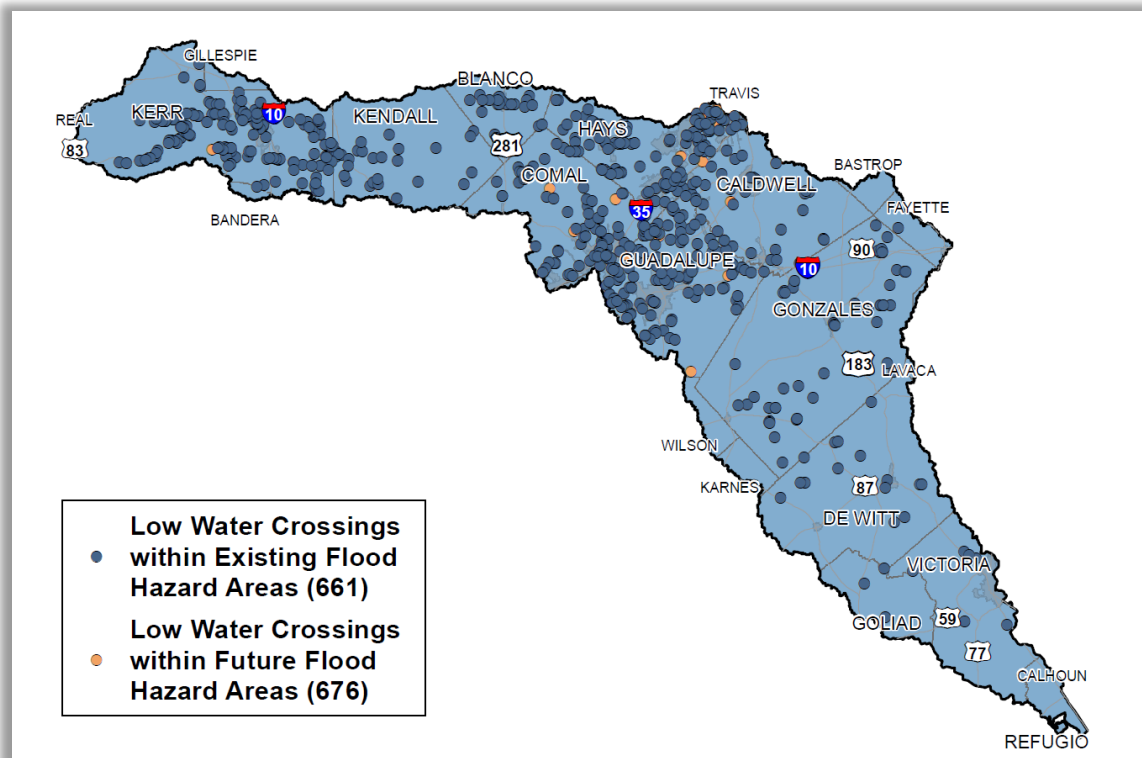 GILLESPIE
BLANCO
TRAVIS
KERR
10
KENDALL
REAL
HAYS
83
281
BASTROP
COMAL
CALDWELL
FAYETTE
BANDERA
35
90
GUADALUPE
10
GONZALES
183
LAVACA
WILSON
KARNES
87
DE WITT
VICTORIA
GOLIAD
59
77
CALHOUN
REFUGIO
Low Water Crossings
within Existing Flood
Hazard Areas (661)
Low Water Crossings
within Future Flood
Hazard Areas (676)